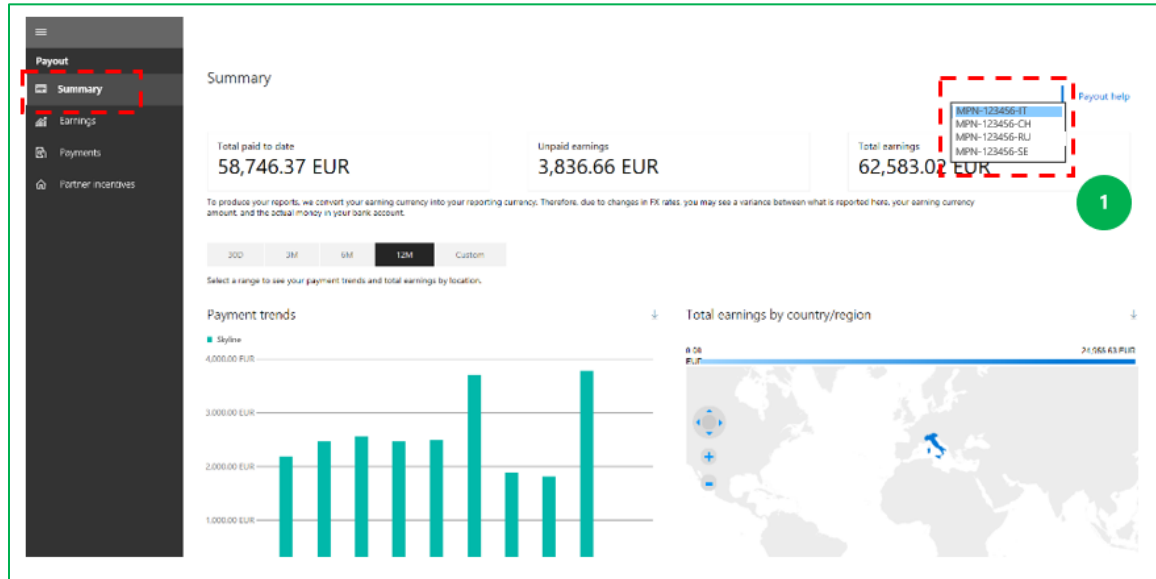 Payout
Summary
Earnings
Payments
Partner incentives
Summary
Payout help
MPN-123456-IT
MPN-123456-CH
MPN-123456-RU
MPN-123456-SE
Total paid to date
58,746.37 EUR
Unpaid earnings
3,836.66 EUR
Total earnings
62,583.02 EUR
1
To produce your reports, we convert your earning currency into your reporting currency. Therefore, due to changes in FX rates, you may see a variance between what is reported here, your earning currency
amount, and the actual money in your bank account.
30D 3M 6M 12M Custom
Select a range to see your payment trends and total earnings by location.
Payment trends
Skyline
4,000.00 EUR
3,000.00 EUR
2,000.00 EUR
1,000.00 EUR
Total earnings by country/region
0.00
EUR